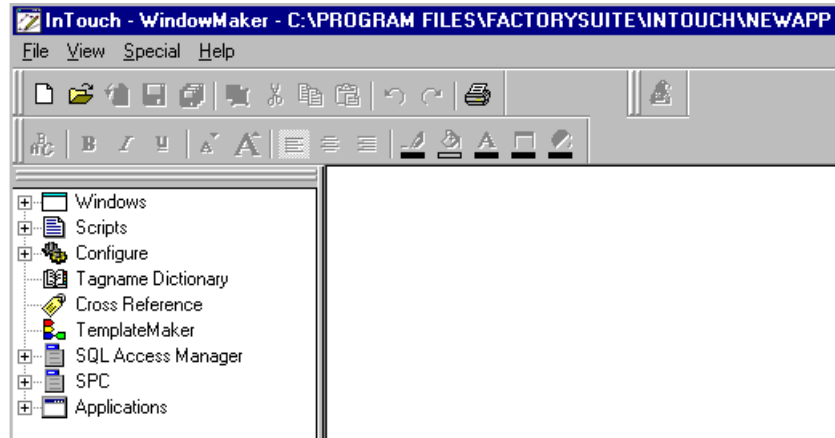 InTouch - WindowMaker - C:\PROGRAM FILES\FACTORYSUITE\INTOUCH\NEWAPP
File View Special Help
ABC B I U A A A
Windows
Scripts
Configure
Tagname Dictionary
Cross Reference
TemplateMaker
SQL Access Manager
SPC
Applications